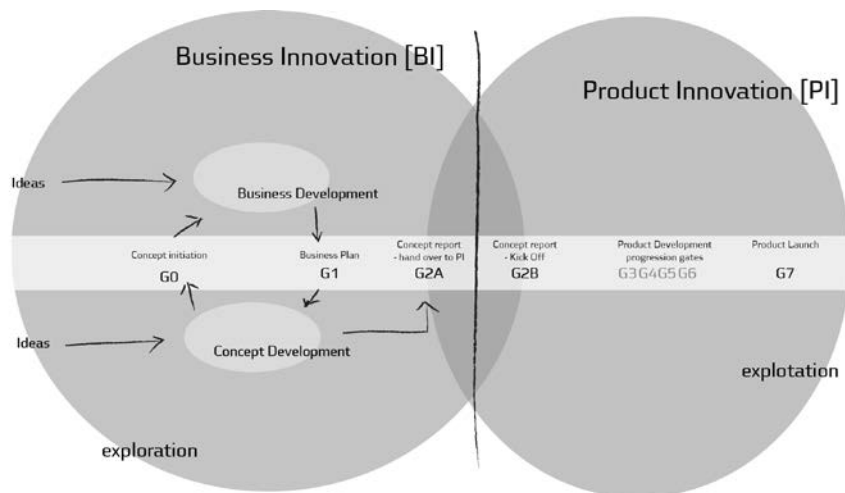 Business Innovation [BI]
Product Innovation [PI]
Ideas
Business Development
Concept initiation
G0
Business Plan
G1
Concept report
- hand over to PI
G2A
Concept report
- Kick Off
G2B
Product Development
progression gates
G3G4G5G6
Product Launch
G7
Ideas
Concept Development
explotation
exploration